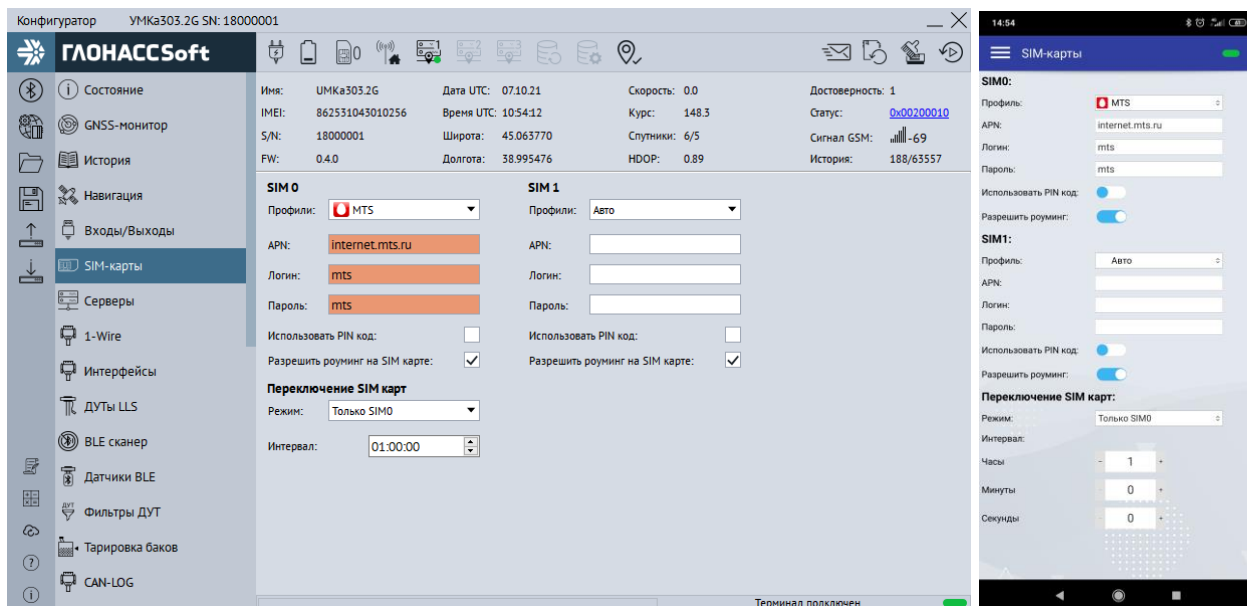 Конфигуратор УМКа303.2G SN: 18000001
ГЛОНАССSoft
0
Состояние
GNSS-монитор
История
Навигация
Входы/Выходы
SIM-карты
Серверы
1-Wire
Интерфейсы
ДУТы LLS
BLE сканер
Датчики BLE
ДУТ
Фильтры ДУТ
Тарировка баков
CAN-LOG
Имя: УМКа303.2G Дата UTC: 07.10.21 Скорость: 0.0 Достоверность: 1
IMEI: 862531043010256 Время UTC: 10:54:12 Курс: 148.3 Статус: 0x00200010
S/N: 18000001 Широта: 45.063770 Спутники: 6/5 Сигнал GSM: -69
FW: 0.4.0 Долгота: 38.995476 HDOP: 0.89 История: 188/63557
SIM 0 SIM 1
Профили: МТS Профили: Авто
APN: internet.mts.ru APN:
Логин: mts Логин:
Пароль: mts Пароль:
Использовать PIN код: Использовать PIN код:
Разрешить роуминг на SIM карте: Разрешить роуминг на SIM карте:
Переключение SIM карт
Режим: Только SIM0
Интервал: 01:00:00
Терминал подключен
14:54
SIM-карты
SIM0:
Профиль: MTS
APN: internet.mts.ru
Логин: mts
Пароль: mts
Использовать PIN код:
Разрешить роуминг:
SIM1:
Профиль: Авто
APN:
Логин:
Пароль:
Использовать PIN код:
Разрешить роуминг:
Переключение SIM карт:
Режим: Только SIM0
Интервал:
Часы - 1 +
Минуты - 0 +
Секунды - 0 +